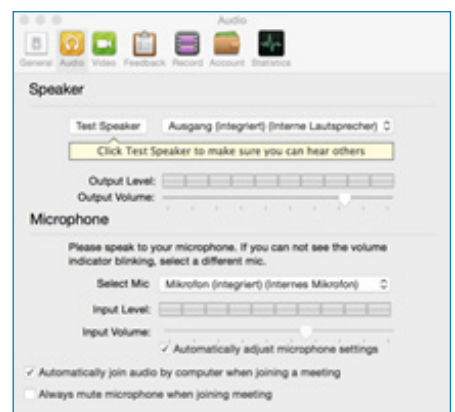 Audio
General Audio Video Feedback Record Account Statistics
Speaker
Test Speaker Ausgang (integriert) (Interne Lautsprecher)
Click Test Speaker to make sure you can hear others
Output Level:
Output Volume:
Microphone
Please speak to your microphone. If you can not see the volume
indicator blinking, select a different mic.
Select Mic Mikrofon (integriert) (Internes Mikrofon)
Input Level:
Input Volume:
Automatically adjust microphone settings
Automatically join audio by computer when joining a meeting
Always mute microphone when joining meeting